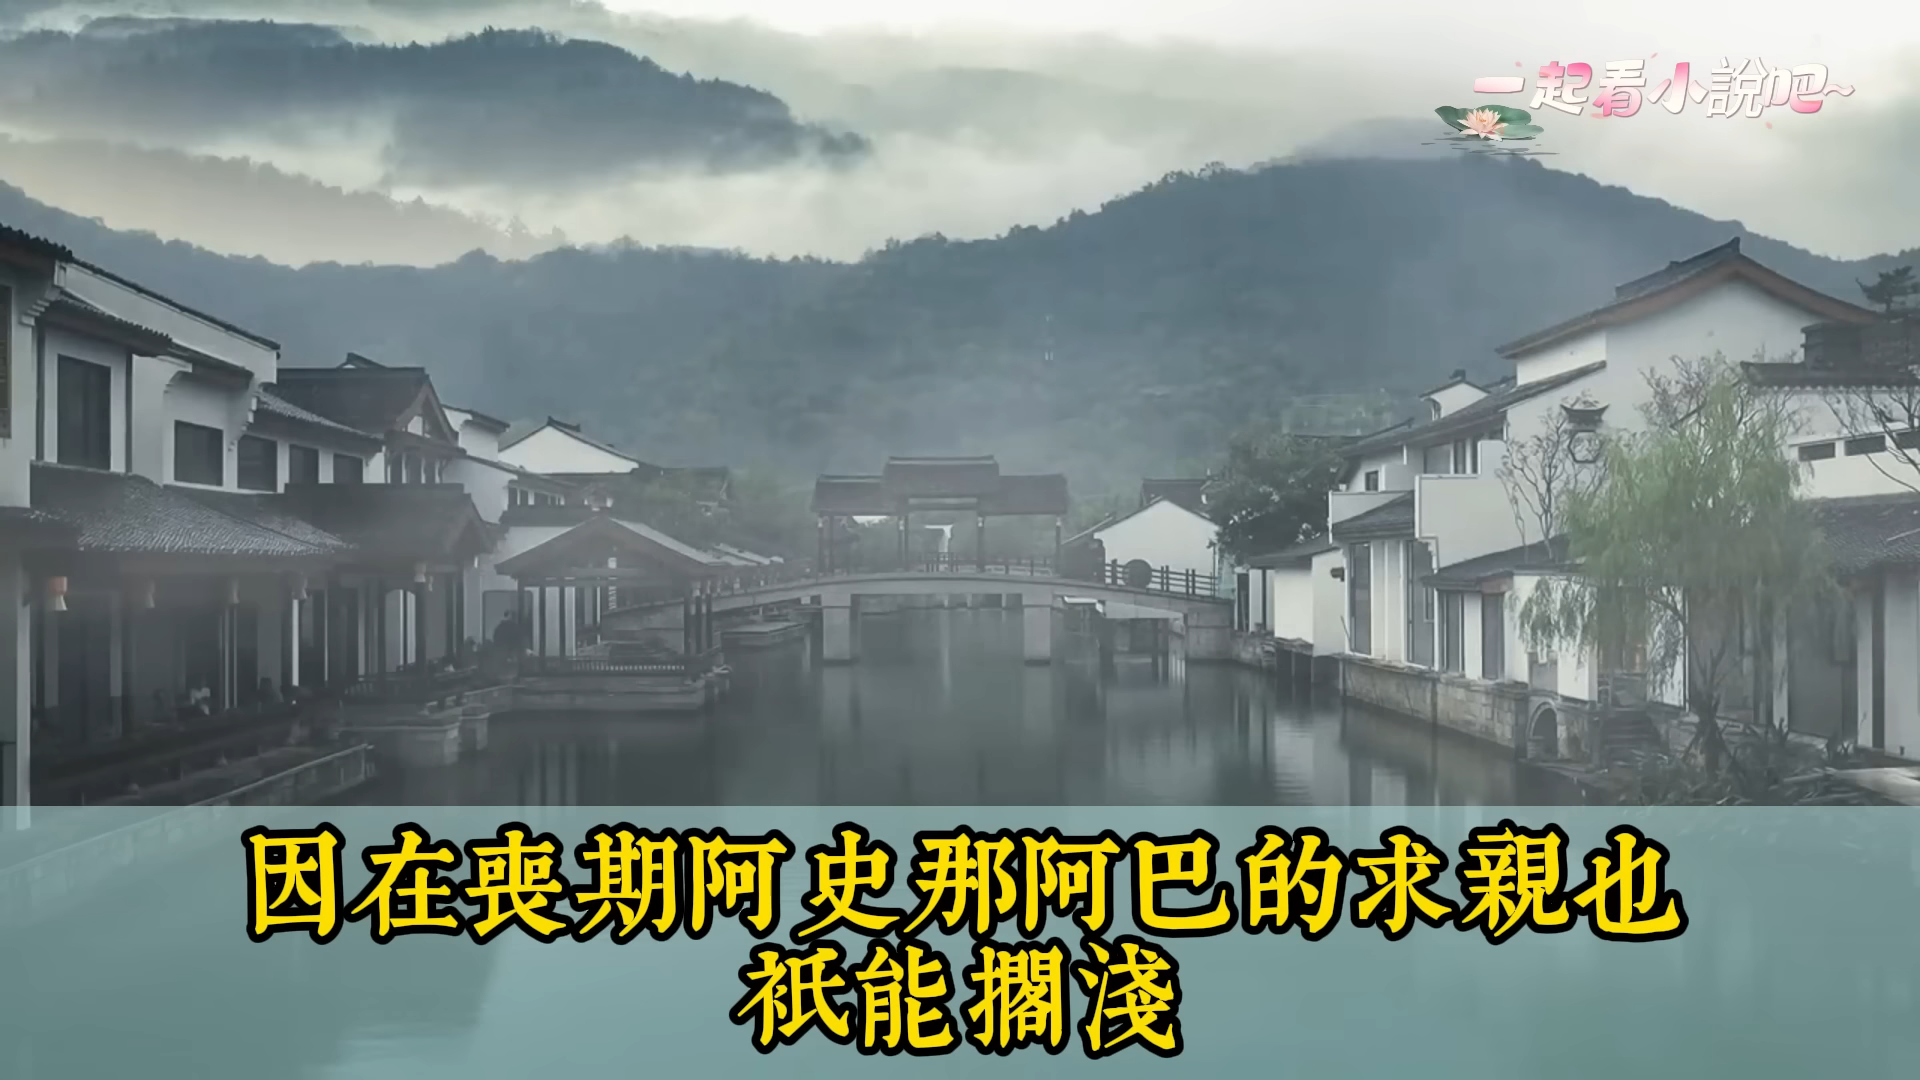 一起看小說吧~
因在喪期阿史那阿巴的求親也
衹能擱淺